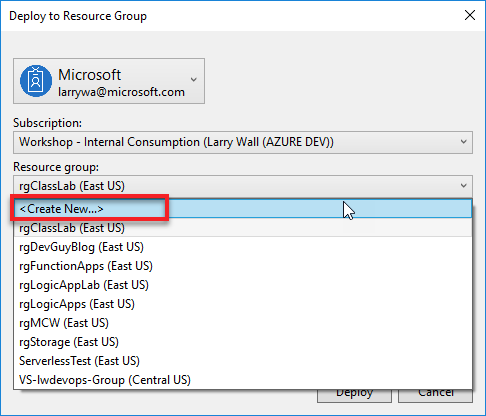 Deploy to Resource Group
Microsoft
larrywa@microsoft.com
Subscription:
Workshop - Internal Consumption (Larry Wall (AZURE DEV))
Resource group:
rgClassLab (East US)
<Create New...>
rgClassLab (East US)
rgDevGuyBlog (East US)
rgFunctionApps (East US)
rgLogicAppLab (East US)
rgLogicApps (East US)
rgMCW (East US)
rgStorage (East US)
ServerlessTest (East US)
VS-lwdevops-Group (Central US)
Deploy Cancel